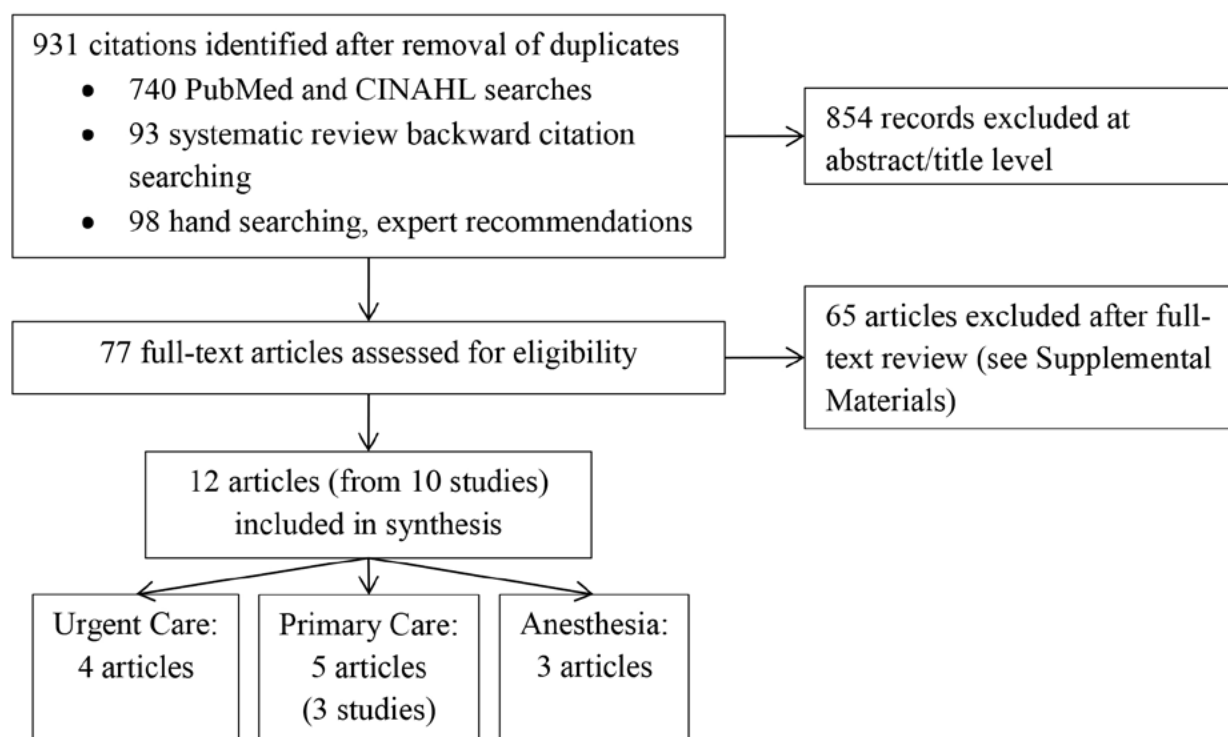 931 citations identified after removal of duplicates
• 740 PubMed and CINAHL searches
• 93 systematic review backward citation
searching
• 98 hand searching, expert recommendations
854 records excluded at
abstract/title level
77 full-text articles assessed for eligibility
65 articles excluded after full-
text review (see Supplemental
Materials)
12 articles (from 10 studies)
included in synthesis
Urgent Care:
4 articles
Primary Care:
5 articles
(3 studies)
Anesthesia:
3 articles